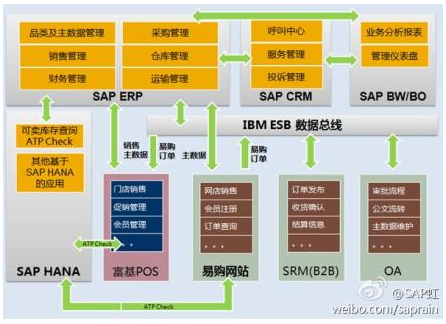 品类及主数据管理
采购管理
销售管理
仓库管理
财务管理
运输管理
SAP ERP
呼叫中心
服务管理
投诉管理
SAP CRM
业务分析报表
管理仪表盘
SAP BW/BO
IBM ESB 数据总线
可卖库存查询
ATP Check
其他基于
SAP HANA
的应用
SAP HANA
销售
主数据
易购
订单
主数据
易购
订单
门店销售
促销管理
会员管理
• • •
富基POS
网店销售
会员注册
订单查询
• • •
易购网站
订单发布
收货确认
结算信息
• • •
SRM(B2B)
审批流程
公文流转
主数据维护
• • •
OA
ATP Check
ATP Check
@SAP虹
weibo.com/saprain